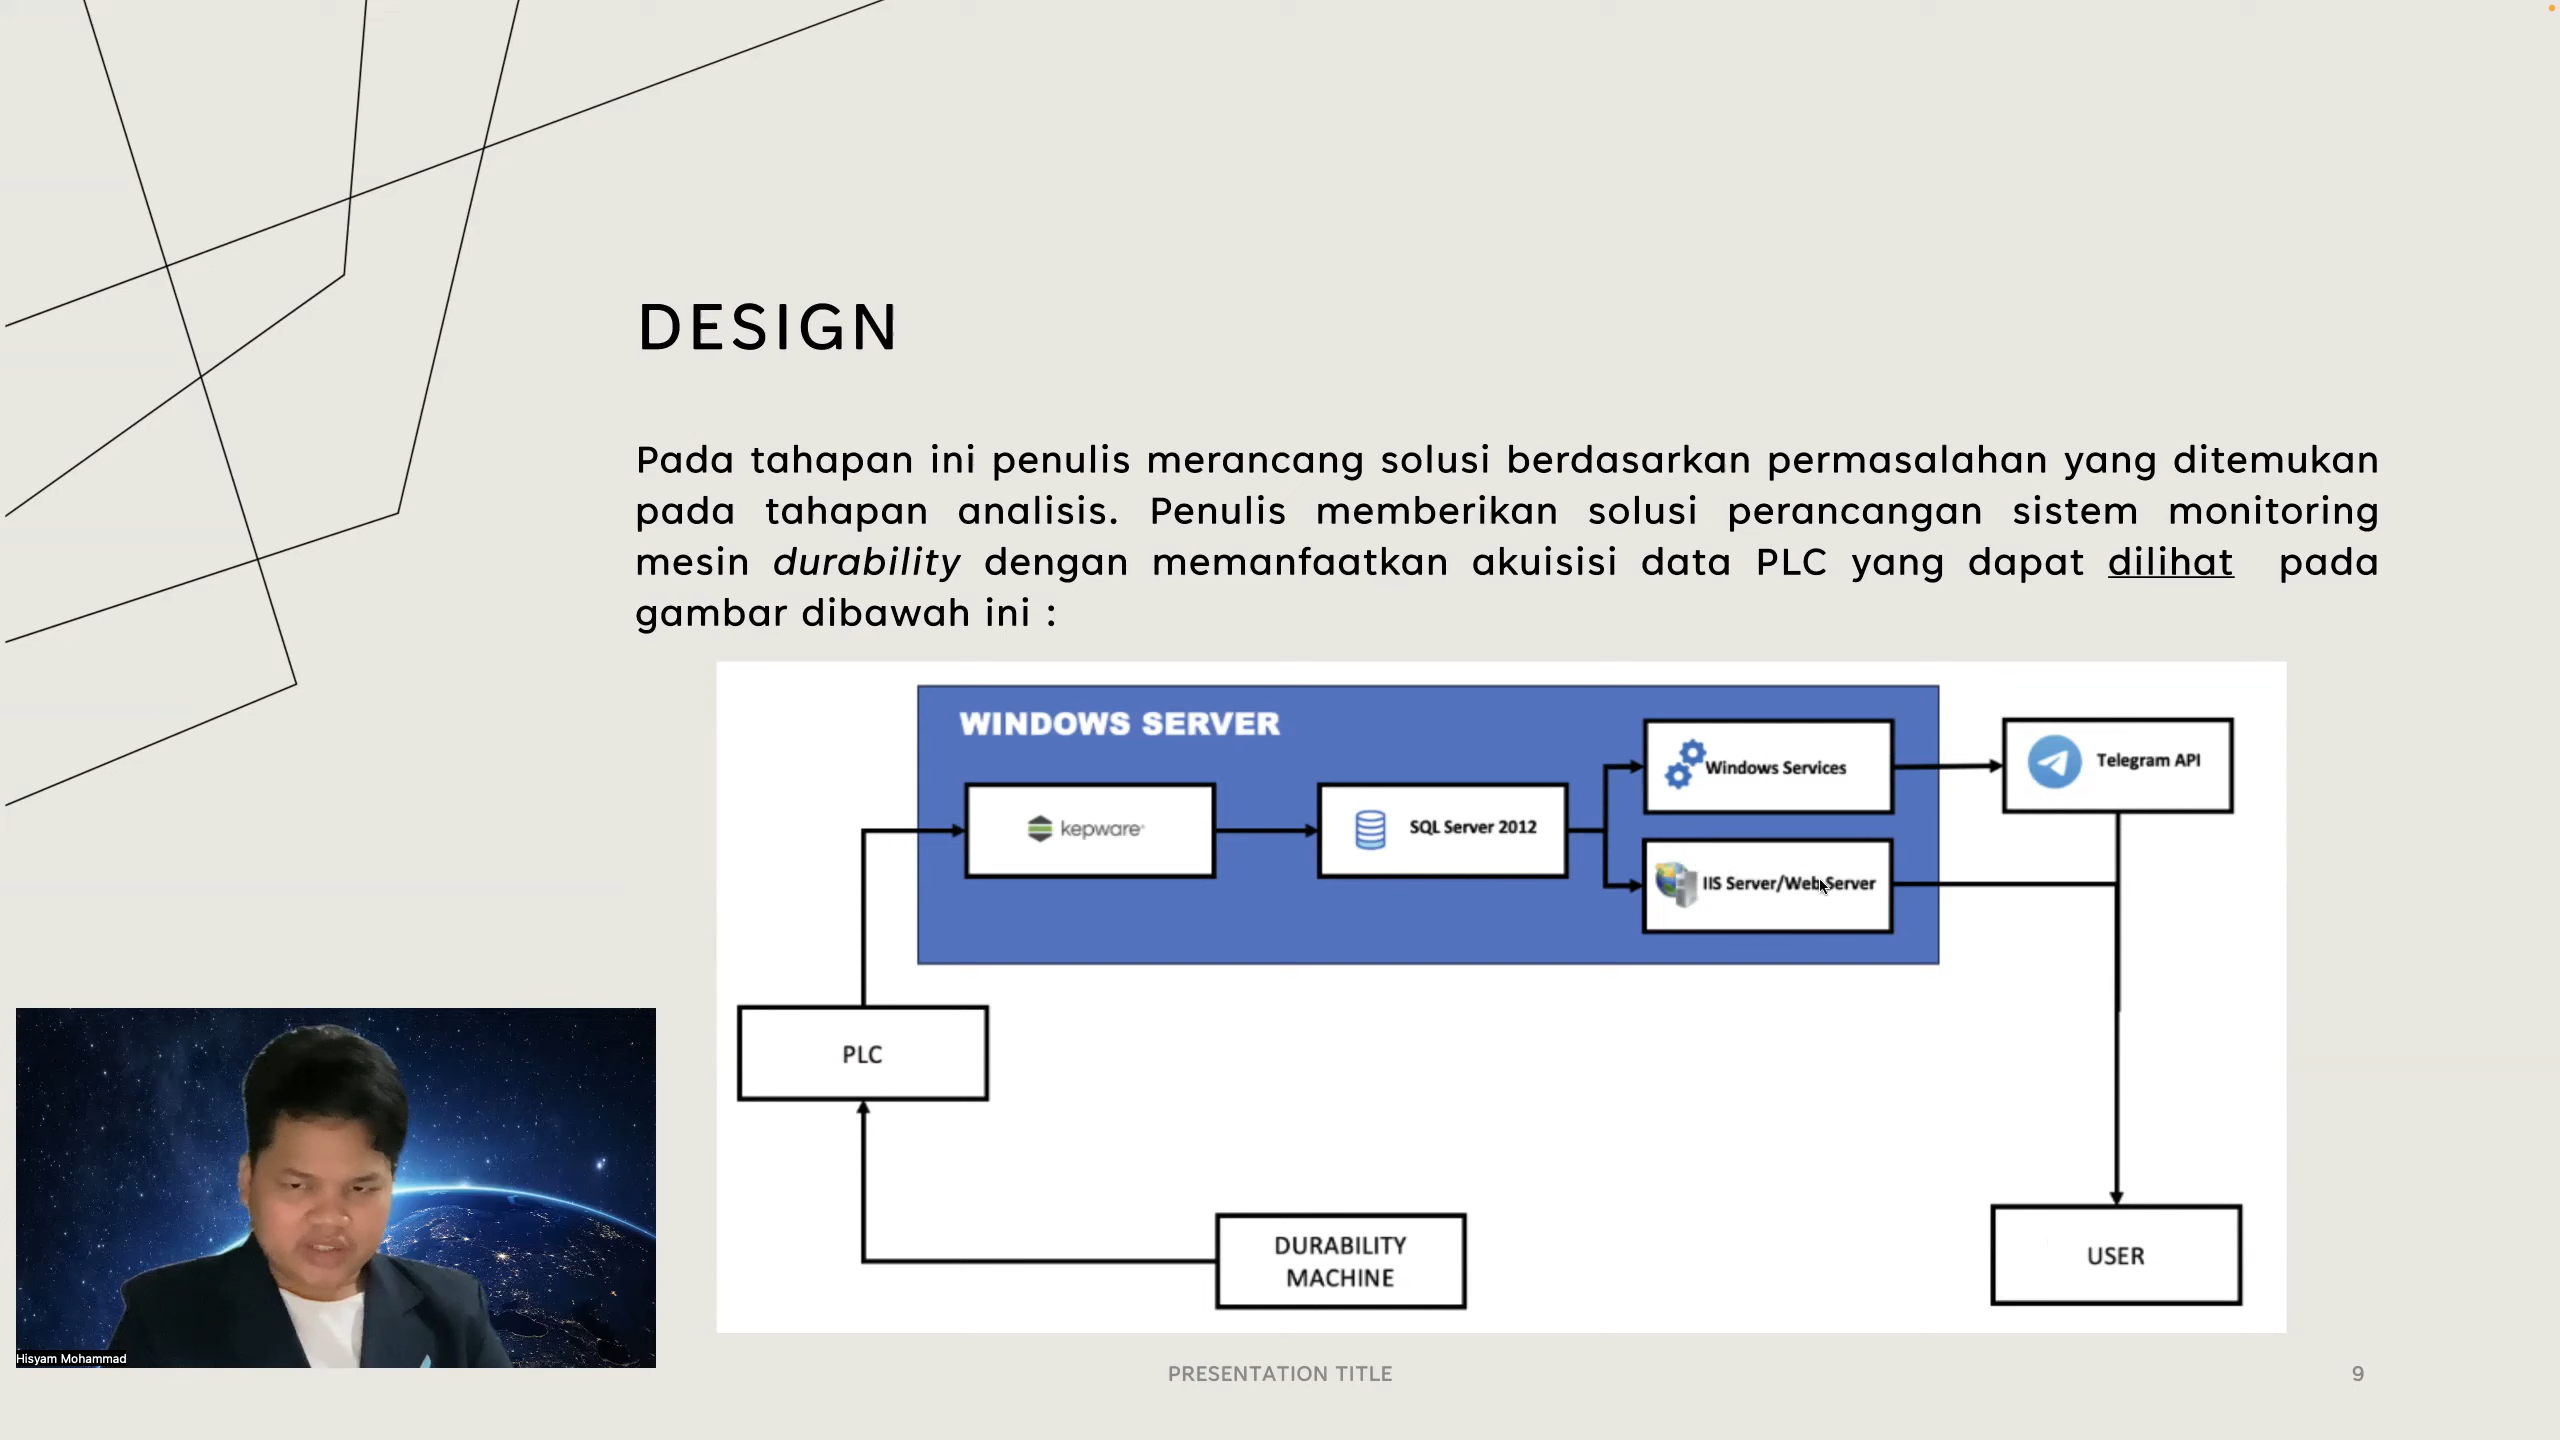 DESIGN
Pada tahapan ini penulis merancang solusi berdasarkan permasalahan yang ditemukan
pada tahapan analisis. Penulis memberikan solusi perancangan sistem monitoring
mesin durability dengan memanfaatkan akuisisi data PLC yang dapat dilihat pada
gambar dibawah ini :
WINDOWS SERVER
Windows Services
Telegram API
kepware
SQL Server 2012
IIS Server/Web Server
PLC
DURABILITY
MACHINE
USER
Hisyam Mohammad
PRESENTATION TITLE
9